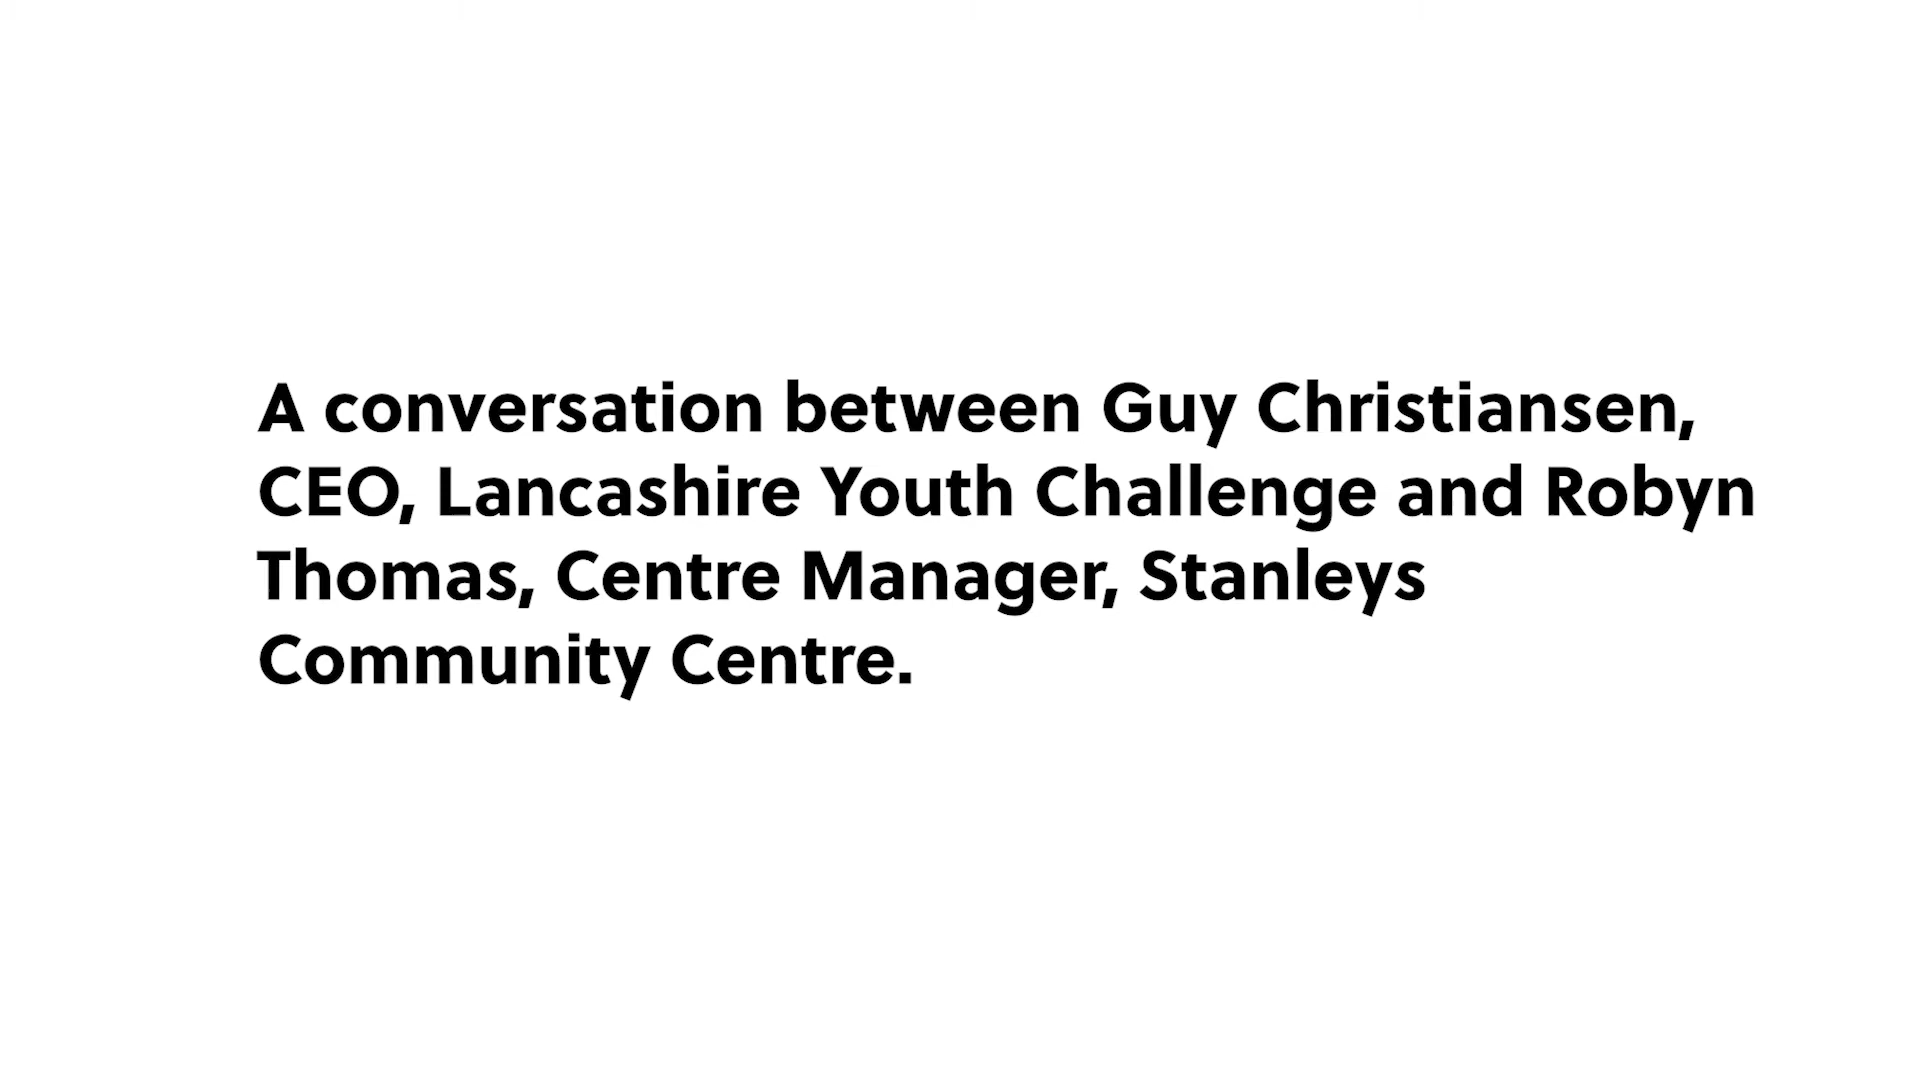 A conversation between Guy Christiansen,
CEO, Lancashire Youth Challenge and Robyn
Thomas, Centre Manager, Stanleys
Community Centre.